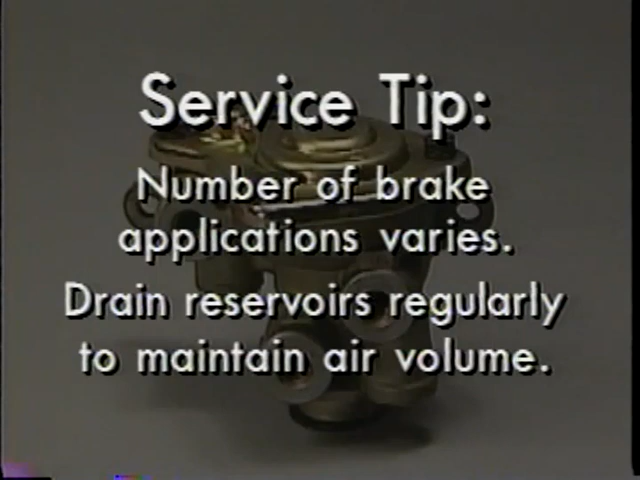 Service Tip:
Number of brake
applications varies.
Drain reservoirs regularly
to maintain air volume.